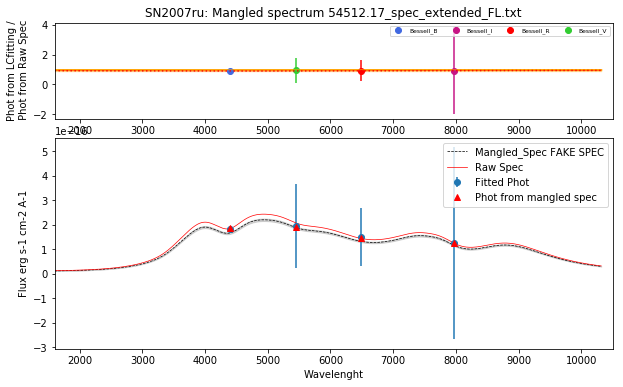 SN2007ru: Mangled spectrum 54512.17_spec_extended_FL.txt
Phot from LCfitting /
Phot from Raw Spec
4
2
0
−2
Bessell_B
Bessell_I
Bessell_R
Bessell_V
2000 3000 4000 5000 6000 7000 8000 9000 10000
Flux erg s-1 cm-2 A-1
5
4
3
2
1
0
−1
−2
−3
Mangled_Spec FAKE SPEC
Raw Spec
Fitted Phot
Phot from mangled spec
2000 3000 4000 5000 6000 7000 8000 9000 10000
Wavelenght